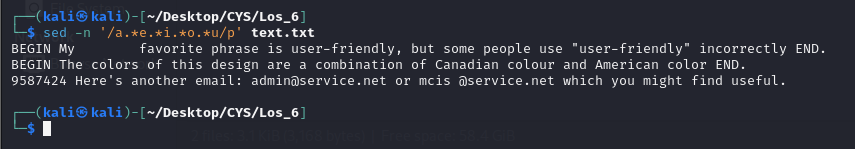 ┌──(kali㉿kali)-[~/Desktop/CYS/Los_6]
└─$ sed -n '/a.*e.*i.*o.*u/p' text.txt
BEGIN My        favorite phrase is user-friendly, but some people use "user-friendly" incorrectly END.
BEGIN The colors of this design are a combination of Canadian colour and American color END.
9587424 Here's another email: admin@service.net or mcis @service.net which you might find useful.
┌──(kali㉿kali)-[~/Desktop/CYS/Los_6]
└─$